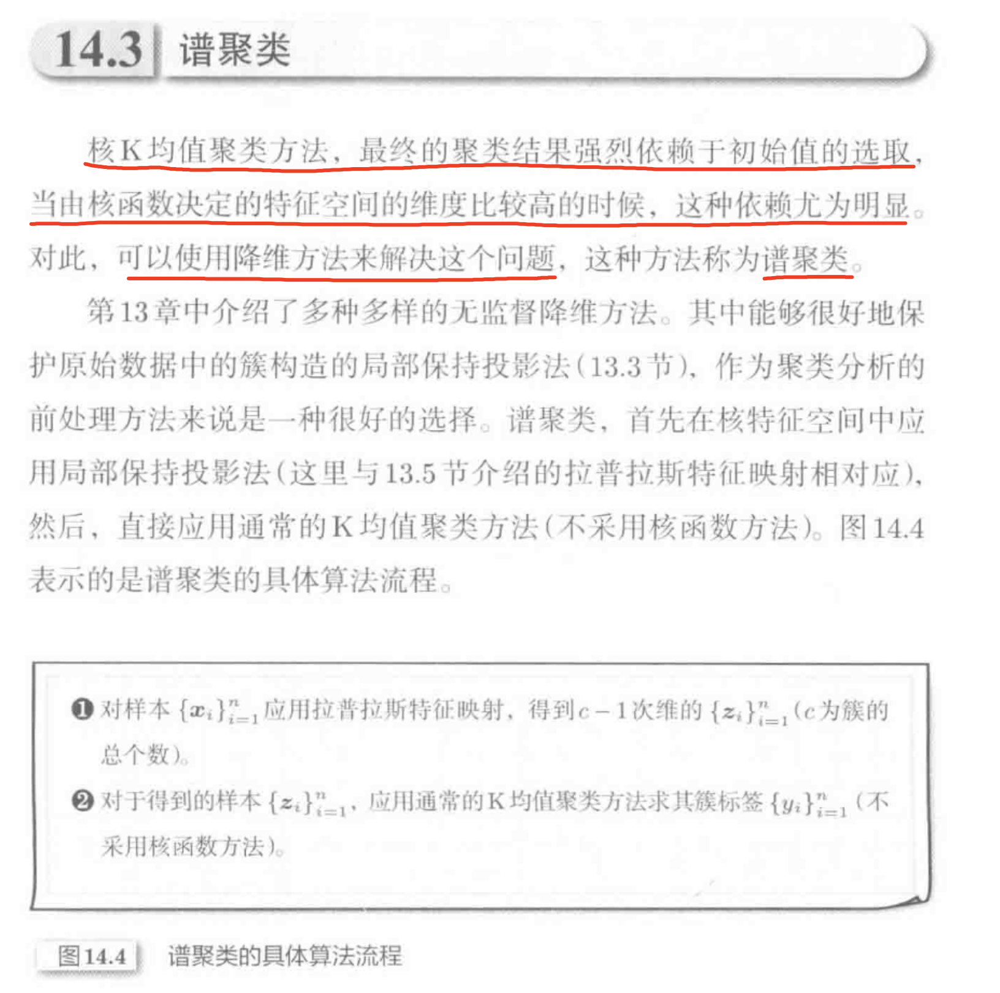 14.3 谱聚类
核K均值聚类方法，最终的聚类结果强烈依赖于初始值的选取，
当由核函数决定的特征空间的维度比较高的时候，这种依赖尤为明显。
对此，可以使用降维方法来解决这个问题，这种方法称为谱聚类。
第13章中介绍了多种多样的无监督降维方法。其中能够很好地保
护原始数据中的簇构造的局部保持投影法(13.3节)，作为聚类分析的
前处理方法来说是一种很好的选择。谱聚类，首先在核特征空间中应
用局部保持投影法(这里与13.5节介绍的拉普拉斯特征映射相对应)，
然后，直接应用通常的K均值聚类方法(不采用核函数方法)。图14.4
表示的是谱聚类的具体算法流程。
❶ 对样本 {x_i}_{i=1}^n 应用拉普拉斯特征映射，得到 c − 1 次维的 {z_i}_{i=1}^n (c为簇的
总个数)。
❷ 对于得到的样本 {z_i}_{i=1}^n，应用通常的K均值聚类方法求其簇标签 {y_i}_{i=1}^n (不
采用核函数方法)。
图14.4 谱聚类的具体算法流程